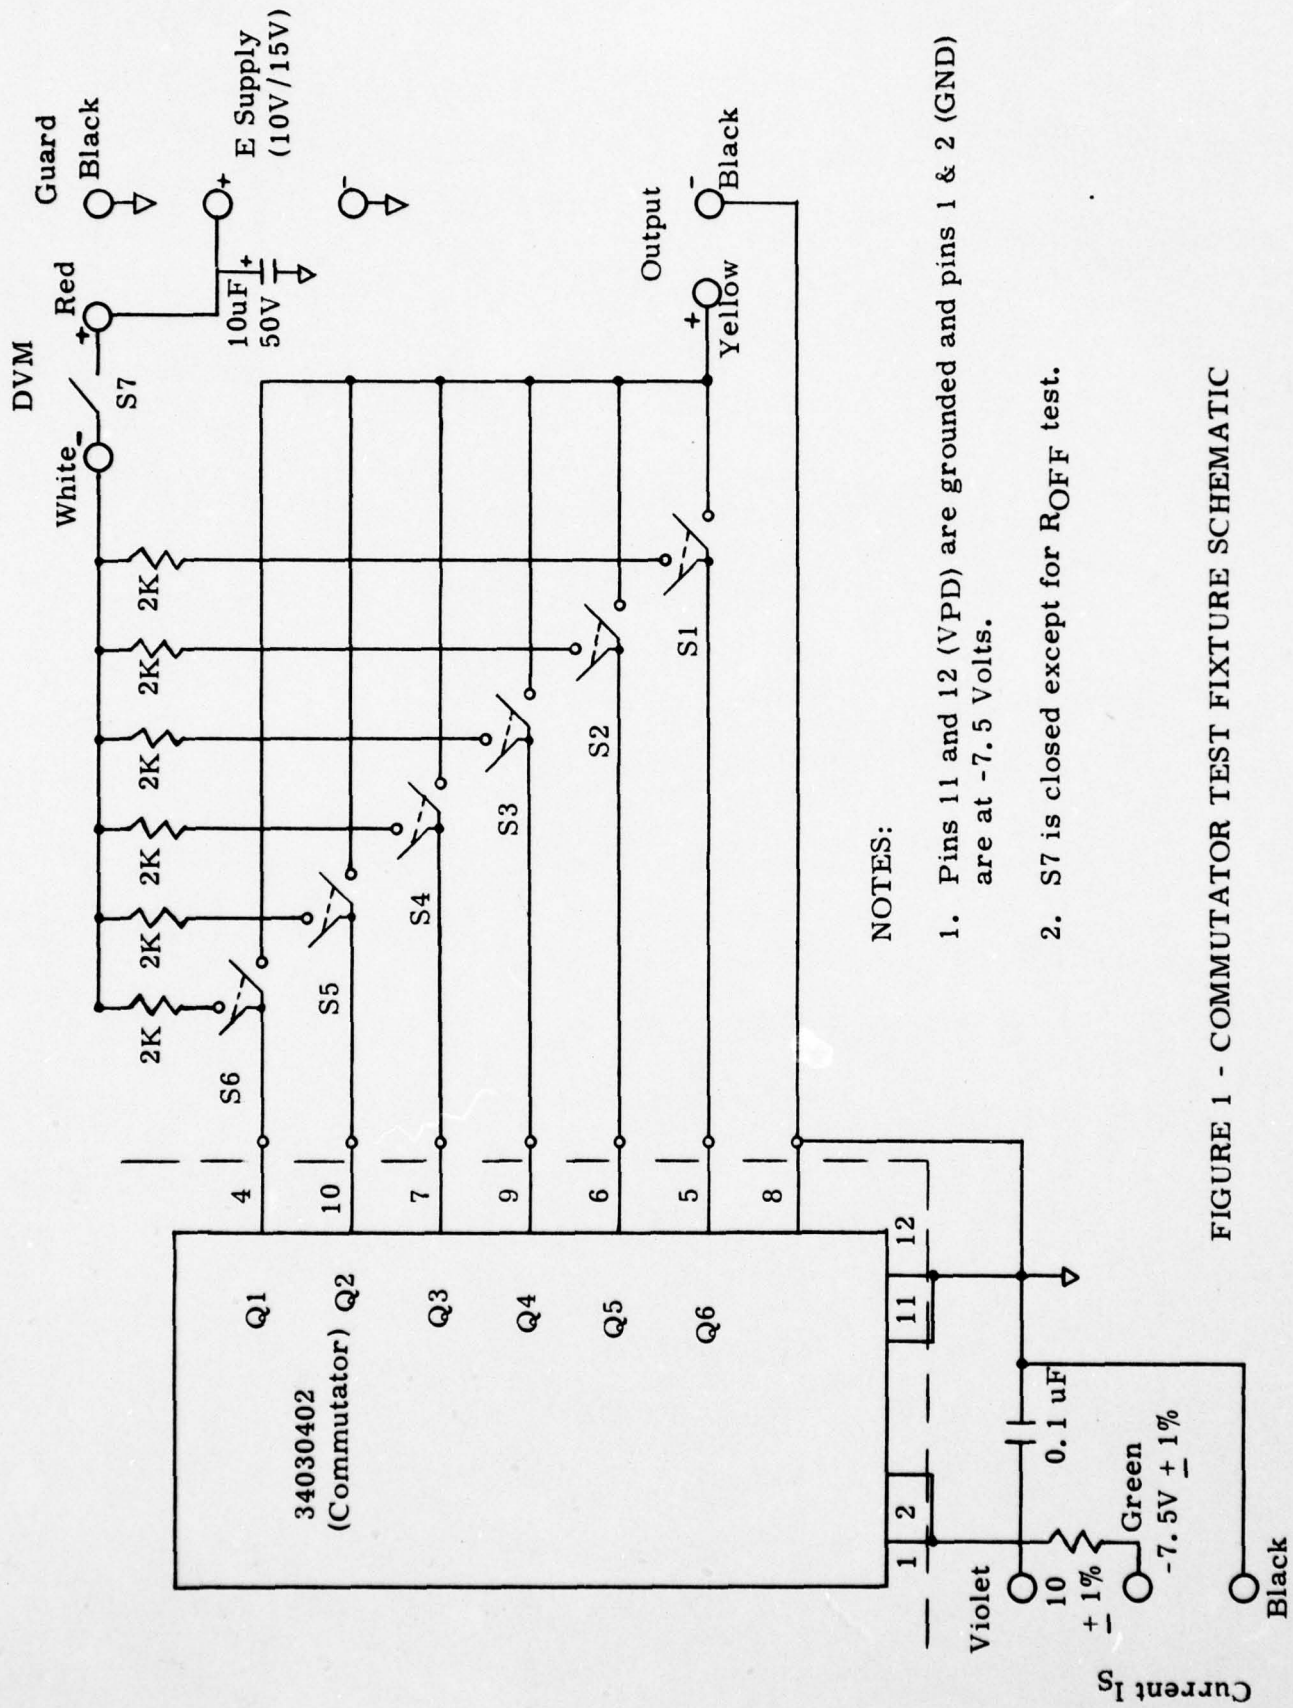 DVM
White
-
S7
+
Red
Guard
Black
+
E Supply
(10V/15V)
-
10uF
50V
+
2K
2K
2K
2K
2K
2K
S6
S5
S4
S3
S2
S1
Output
+
Yellow
-
Black
34030402
(Commutator)
Q1
Q2
Q3
Q4
Q5
Q6
4
10
7
9
6
5
8
1
2
11
12
Current IS
Violet
10
± 1%
Green
-7.5V ± 1%
0.1 uF
Black
NOTES:
1. Pins 11 and 12 (VPD) are grounded and pins 1 & 2 (GND)
are at -7.5 Volts.
2. S7 is closed except for ROFF test.
FIGURE 1 - COMMUTATOR TEST FIXTURE SCHEMATIC